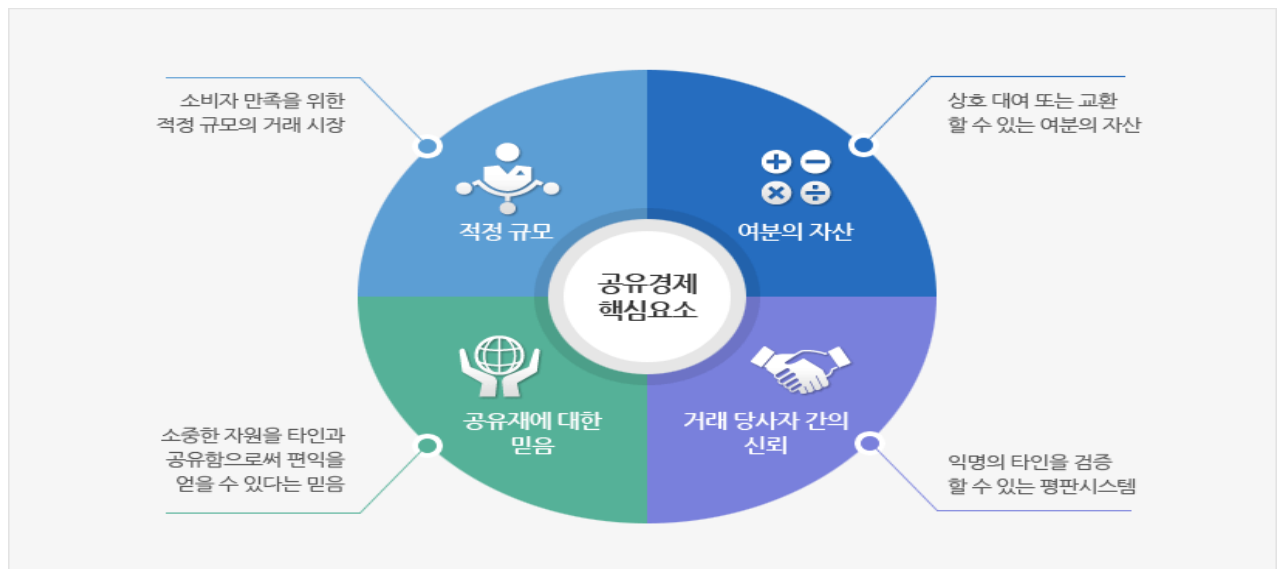 소비자 만족을 위한
적정 규모의 거래 시장
상호 대여 또는 교환
할 수 있는 여분의 자산
적정 규모
여분의 자산
공유경제
핵심요소
공유재에 대한
믿음
거래 당사자 간의
신뢰
소중한 자원을 타인과
공유함으로써 편익을
얻을 수 있다는 믿음
익명의 타인을 검증
할 수 있는 평판시스템